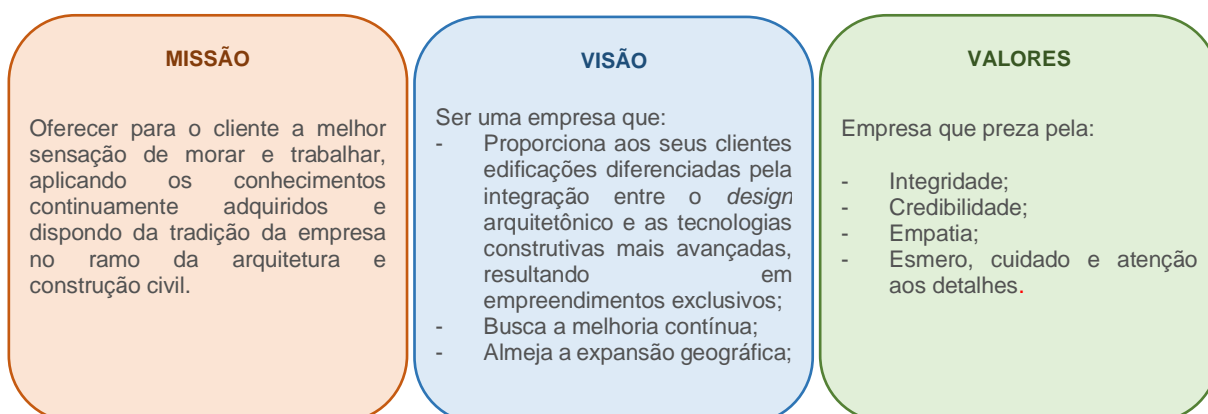 MISSÃO
Oferecer para o cliente a melhor
sensação de morar e trabalhar,
aplicando os conhecimentos
continuamente adquiridos e
dispondo da tradição da empresa
no ramo da arquitetura e
construção civil.
VISÃO
Ser uma empresa que:
- Proporciona aos seus clientes
edificações diferenciadas pela
integração entre o design
arquitetônico e as tecnologias
construtivas mais avançadas,
resultando em
empreendimentos exclusivos;
- Busca a melhoria contínua;
- Almeja a expansão geográfica;
VALORES
Empresa que preza pela:
- Integridade;
- Credibilidade;
- Empatia;
- Esmero, cuidado e atenção
aos detalhes.